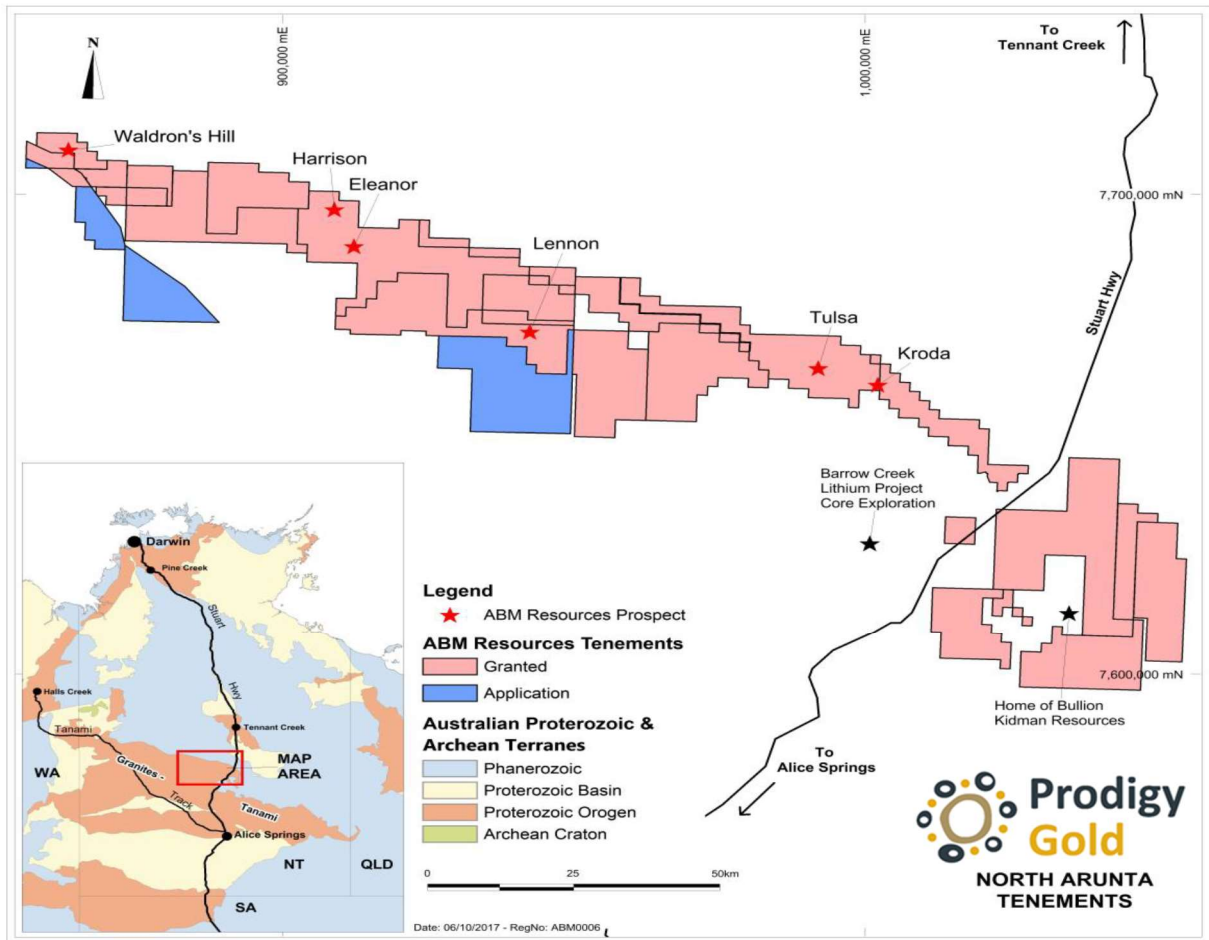 N
900,000 mE
1,000,000 mE
To
Tennant Creek
Waldron's Hill
Harrison
Eleanor
7,700,000 mN
Lennon
Stuart Hwy
Tulsa
Kroda
Barrow Creek
Lithium Project
Core Exploration
Darwin
Pine Creek
Stuart
Hwy
Halls Creek
Tennant Creek
Tanami
MAP
AREA
WA
Granites -
Track
Tanami
Alice Springs
NT
QLD
SA
Legend
ABM Resources Prospect
ABM Resources Tenements
Granted
Application
Australian Proterozoic &
Archean Terranes
Phanerozoic
Proterozoic Basin
Proterozoic Orogen
Archean Craton
7,600,000 mN
Home of Bullion
Kidman Resources
To
Alice Springs
Prodigy
Gold
NORTH ARUNTA
TENEMENTS
0
25
50km
Date: 06/10/2017 - RegNo: ABM0006